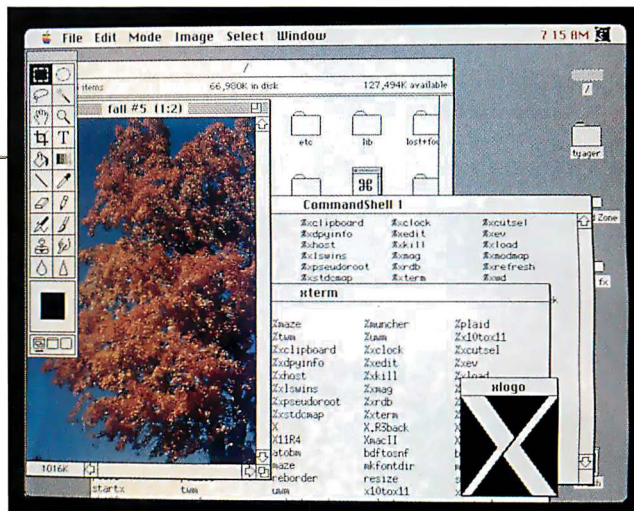 File Edit Mode Image Select Window 7:15 AM
/
items 66,980K in disk 127,494K available
/
fall #5 (1:2)
etc lib lost+fou
tyager
CommandShell 1
%xclipboard %xclock %xcutsel
%xdpyinfo %xedit %xev
%xhost %xkill %xload
%xlswins %xmag %xmodmap
%xpseudoroot %xrdb %xrefresh
%xstdcmap %xterm %xwd
d Zone
fx
xterm
%maze %muncher %plaid
%twm %uwm %x10tox11
%xclipboard %xclock %xcutsel
%xdpyinfo %xedit %xev
%xhost %xkill %xload
%xlswins %xmag
%xpseudoroot %xrdb
%xstdcmap %xterm
X X.R3back
X11R4 XmacII
atobm bdftosnf
maze mkfontdir
reborder resize
startx twm uwm x10tox11
xlogo
1016K